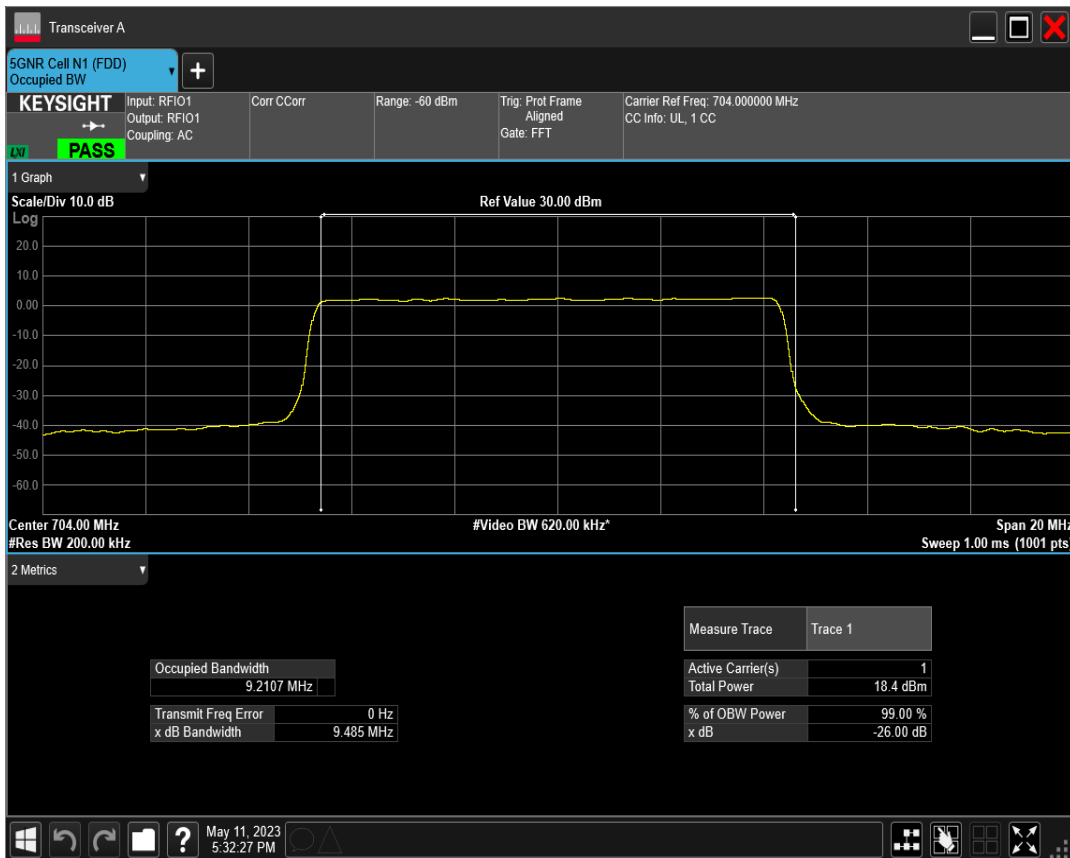 Transceiver A
5GNR Cell N1 (FDD)
Occupied BW
+
KEYSIGHT
LXI
PASS
Input: RFIO1
Output: RFIO1
Coupling: AC
Corr CCorr
Range: -60 dBm
Trig: Prot Frame
Aligned
Gate: FFT
Carrier Ref Freq: 704.000000 MHz
CC Info: UL, 1 CC
1 Graph
Scale/Div 10.0 dB
Ref Value 30.00 dBm
Log
20.0
10.0
0.00
-10.0
-20.0
-30.0
-40.0
-50.0
-60.0
Center 704.00 MHz
#Video BW 620.00 kHz*
Span 20 MHz
#Res BW 200.00 kHz
Sweep 1.00 ms (1001 pts)
2 Metrics
Measure Trace Trace 1
Occupied Bandwidth
9.2107 MHz
Active Carrier(s) 1
Total Power 18.4 dBm
Transmit Freq Error 0 Hz
x dB Bandwidth 9.485 MHz
% of OBW Power 99.00 %
x dB -26.00 dB
?
May 11, 2023
5:32:27 PM